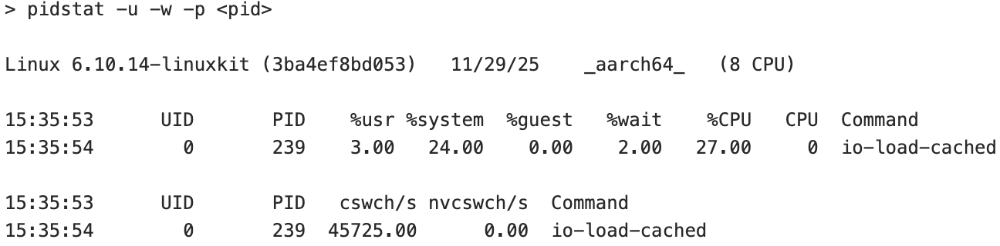 > pidstat -u -w -p <pid>
Linux 6.10.14-linuxkit (3ba4ef8bd053) 11/29/25 _aarch64_ (8 CPU)
15:35:53 UID PID %usr %system %guest %wait %CPU CPU Command
15:35:54 0 239 3.00 24.00 0.00 2.00 27.00 0 io-load-cached
15:35:53 UID PID cswch/s nvcswch/s Command
15:35:54 0 239 45725.00 0.00 io-load-cached